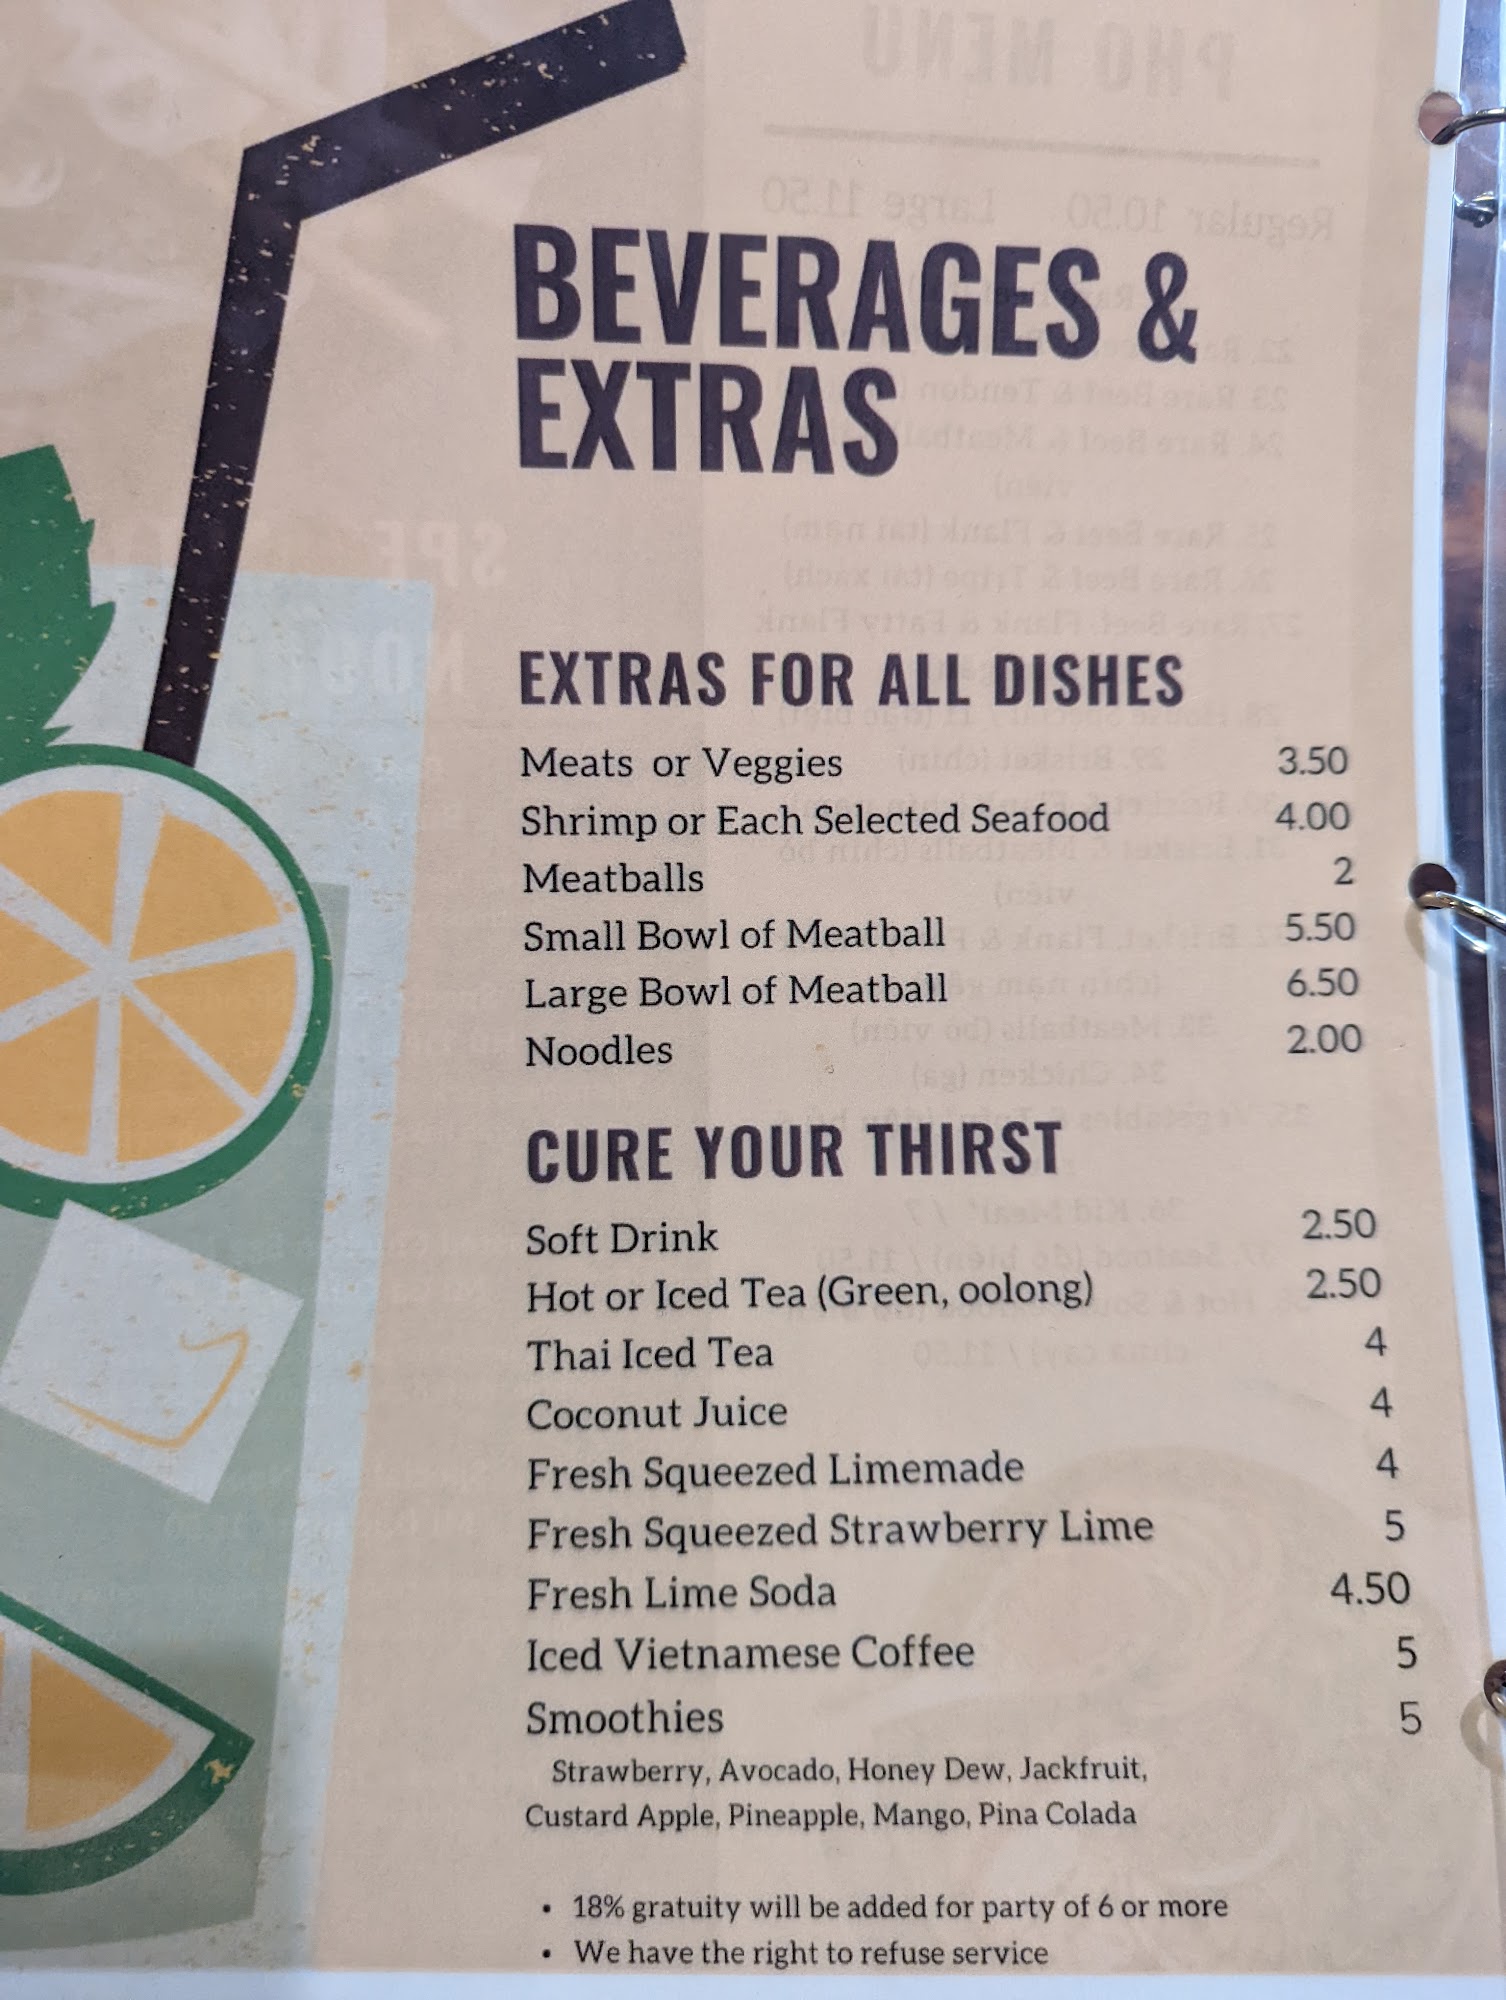 BEVERAGES &
EXTRAS
EXTRAS FOR ALL DISHES
Meats or Veggies 3.50
Shrimp or Each Selected Seafood 4.00
Meatballs 2
Small Bowl of Meatball 5.50
Large Bowl of Meatball 6.50
Noodles 2.00
CURE YOUR THIRST
Soft Drink 2.50
Hot or Iced Tea (Green, oolong) 2.50
Thai Iced Tea 4
Coconut Juice 4
Fresh Squeezed Limemade 4
Fresh Squeezed Strawberry Lime 5
Fresh Lime Soda 4.50
Iced Vietnamese Coffee 5
Smoothies 5
Strawberry, Avocado, Honey Dew, Jackfruit,
Custard Apple, Pineapple, Mango, Pina Colada
• 18% gratuity will be added for party of 6 or more
• We have the right to refuse service